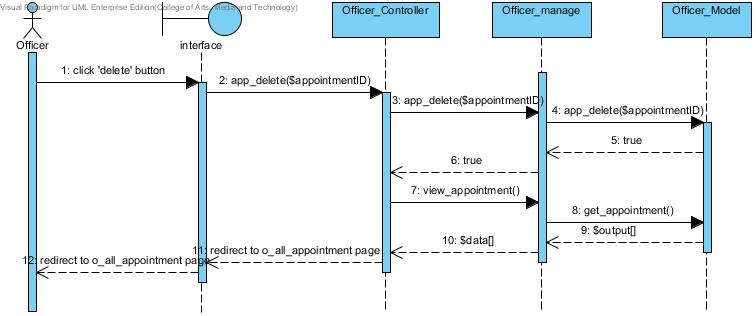 Visual Paradigm for UML Enterprise Edition(College of Arts, Media and Technology)
Officer
interface
Officer_Controller
Officer_manage
Officer_Model
1: click 'delete' button
2: app_delete($appointmentID)
3: app_delete($appointmentID)
4: app_delete($appointmentID)
5: true
6: true
7: view_appointment()
8: get_appointment()
9: $output[]
10: $data[]
11: redirect to o_all_appointment page
12: redirect to o_all_appointment page